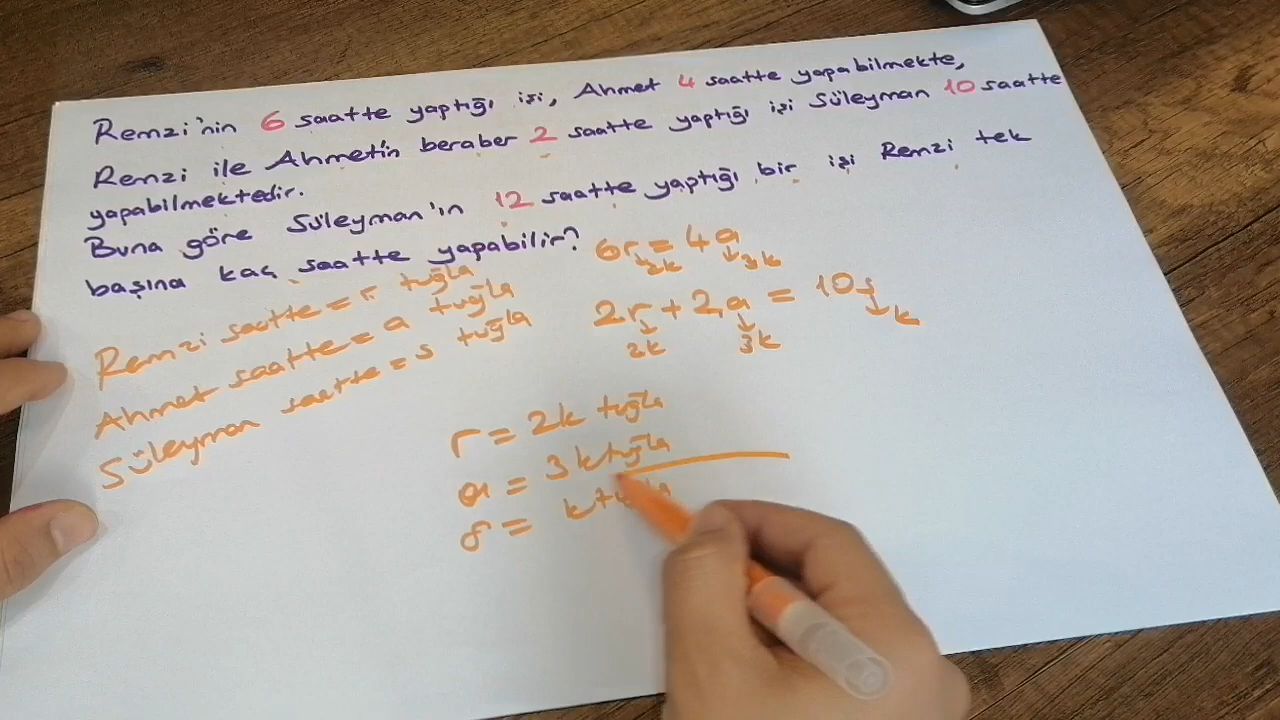 Remzi'nin 6 saatte yaptığı işi, Ahmet 4 saatte yapabilmekte,
Remzi ile Ahmet'in beraber 2 saatte yaptığı işi Süleyman 10 saatte
yapabilmektedir.
Buna göre Süleyman'ın 12 saatte yaptığı bir işi Remzi tek
başına kaç saatte yapabilir?
Remzi saatte = r tuğla
Ahmet saatte = a tuğla
Süleyman saatte = s tuğla
6r = 4a
2k 3k
2r + 2a = 10s
2k 3k k
r = 2k tuğla
a = 3k tuğla
s = k